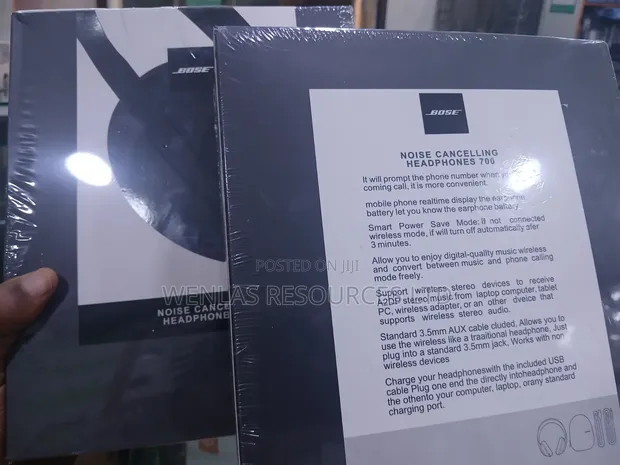 BOSE
NOISE CANCELLING
HEADPHONE
BOSE
NOISE CANCELLING
HEADPHONES 700
It will prompt the phone number when
coming call, it is more convenient.
mobile phone realtime display the earphone
battery let you know the earphone battery
Smart Power Save Mode: If not connected
wireless mode, if will turn off automatically
3 minutes.
Allow you to enjoy digital-quality music wireless
and convert between music and phone calling
mode freely.
Support wireless stereo devices to receive
A2DP stereo music from laptop computer, tablet
PC, wireless adapter, or oth other dveice that
supports wireless stereo audio.
Standard 3.5mm AUX cable cluded. Allows you to
use the wireless like a traaitional headphone, Just
plug into a standard 3.5mm jack, Works with non
wireless devices
Charge your headphoneswith the included USB
cable Plug one end the directly intoheadphone and
the othento your computer, laptop, orany standard
charging port.
POSTED ON JIJI
WENLAS RESOURCES